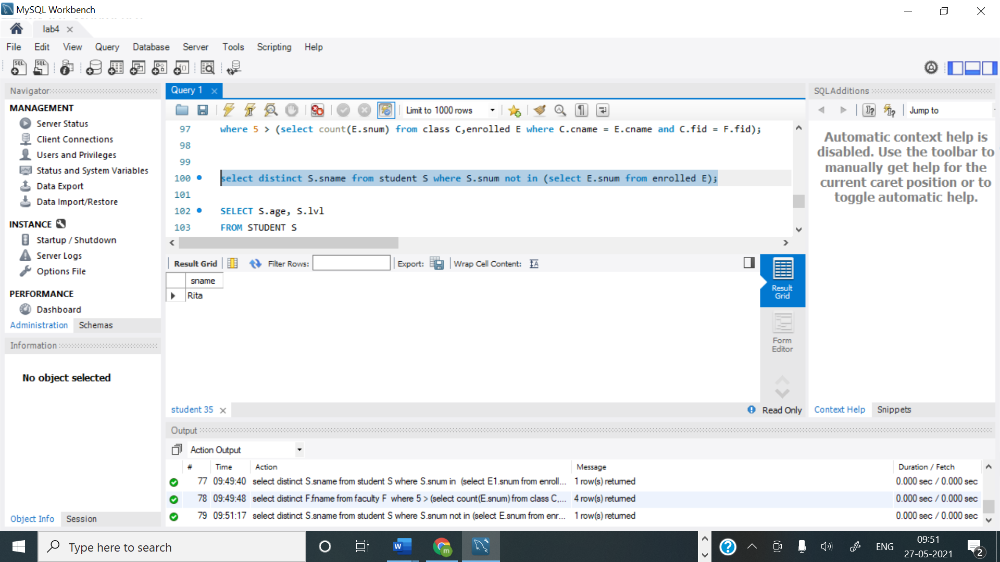 MySQL Workbench
lab4
File Edit View Query Database Server Tools Scripting Help
Navigator
MANAGEMENT
Server Status
Client Connections
Users and Privileges
Status and System Variables
Data Export
Data Import/Restore
INSTANCE
Startup / Shutdown
Server Logs
Options File
PERFORMANCE
Dashboard
Administration Schemas
Information
No object selected
Object Info Session
Query 1
Limit to 1000 rows
97 where 5 > (select count(E.snum) from class C,enrolled E where C.cname = E.cname and C.fid = F.fid);
98
99
100 select distinct S.sname from student S where S.snum not in (select E.snum from enrolled E);
101
102 SELECT S.age, S.lvl
103 FROM STUDENT S
Result Grid Filter Rows: Export: Wrap Cell Content:
sname
Rita
Result
Grid
Form
Editor
student 35
Read Only
SQLAdditions
Jump to
Automatic context help is
disabled. Use the toolbar to
manually get help for the
current caret position or to
toggle automatic help.
Context Help Snippets
Output
Action Output
# Time Action Message Duration / Fetch
77 09:49:40 select distinct S.sname from student S where S.snum in (select E1.snum from enroll... 1 row(s) returned 0.000 sec / 0.000 sec
78 09:49:48 select distinct F.fname from faculty F where 5 > (select count(E.snum) from class C,... 4 row(s) returned 0.000 sec / 0.000 sec
79 09:51:17 select distinct S.sname from student S where S.snum not in (select E.snum from enr... 1 row(s) returned 0.000 sec / 0.000 sec
Type here to search
ENG
09:51
27-05-2021
2